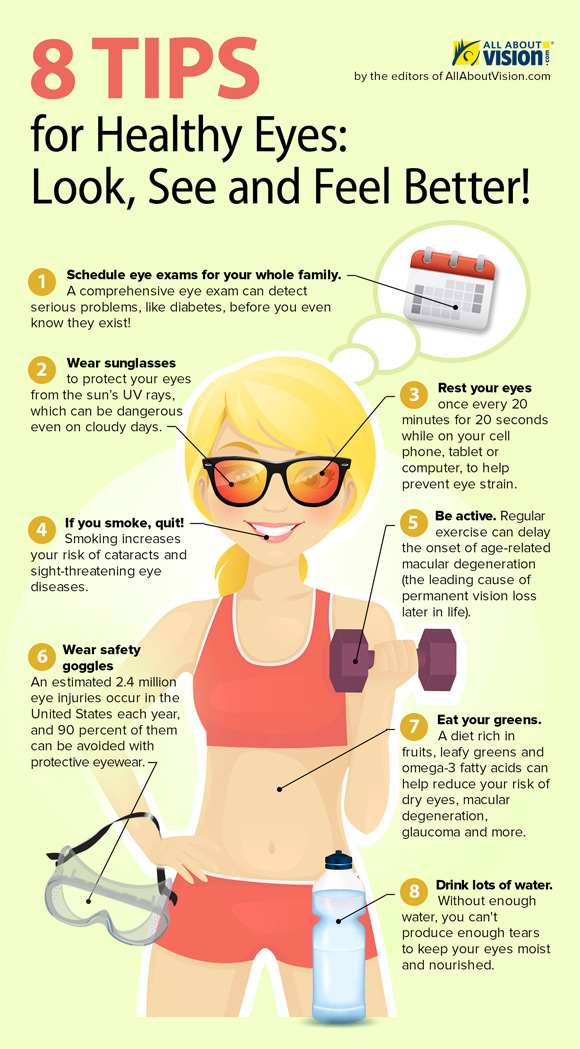 8 TIPS
for Healthy Eyes:
Look, See and Feel Better!
ALL ABOUT
VISION.com®
by the editors of AllAboutVision.com
1
Schedule eye exams for your whole family.
A comprehensive eye exam can detect
serious problems, like diabetes, before you even
know they exist!
2
Wear sunglasses
to protect your eyes
from the sun's UV rays,
which can be dangerous
even on cloudy days.
3
Rest your eyes
once every 20
minutes for 20 seconds
while on your cell
phone, tablet or
computer, to help
prevent eye strain.
4
If you smoke, quit!
Smoking increases
your risk of cataracts and
sight-threatening eye
diseases.
5
Be active. Regular
exercise can delay
the onset of age-related
macular degeneration
(the leading cause of
permanent vision loss
later in life).
6
Wear safety
goggles
An estimated 2.4 million
eye injuries occur in the
United States each year,
and 90 percent of them
can be avoided with
protective eyewear.
7
Eat your greens.
A diet rich in
fruits, leafy greens and
omega-3 fatty acids can
help reduce your risk of
dry eyes, macular
degeneration,
glaucoma and more.
8
Drink lots of water.
Without enough
water, you can't
produce enough tears
to keep your eyes moist
and nourished.